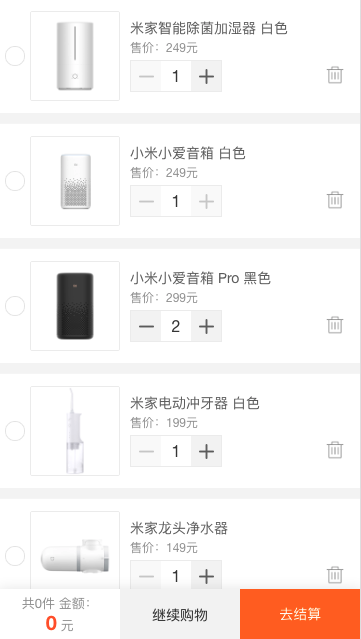 米家智能除菌加湿器 白色
售价：249元
1
小米小爱音箱 白色
售价：249元
1
小米小爱音箱 Pro 黑色
售价：299元
2
米家电动冲牙器 白色
售价：199元
1
米家龙头净水器
售价：149元
1
共0件 金额：
0 元
继续购物
去结算